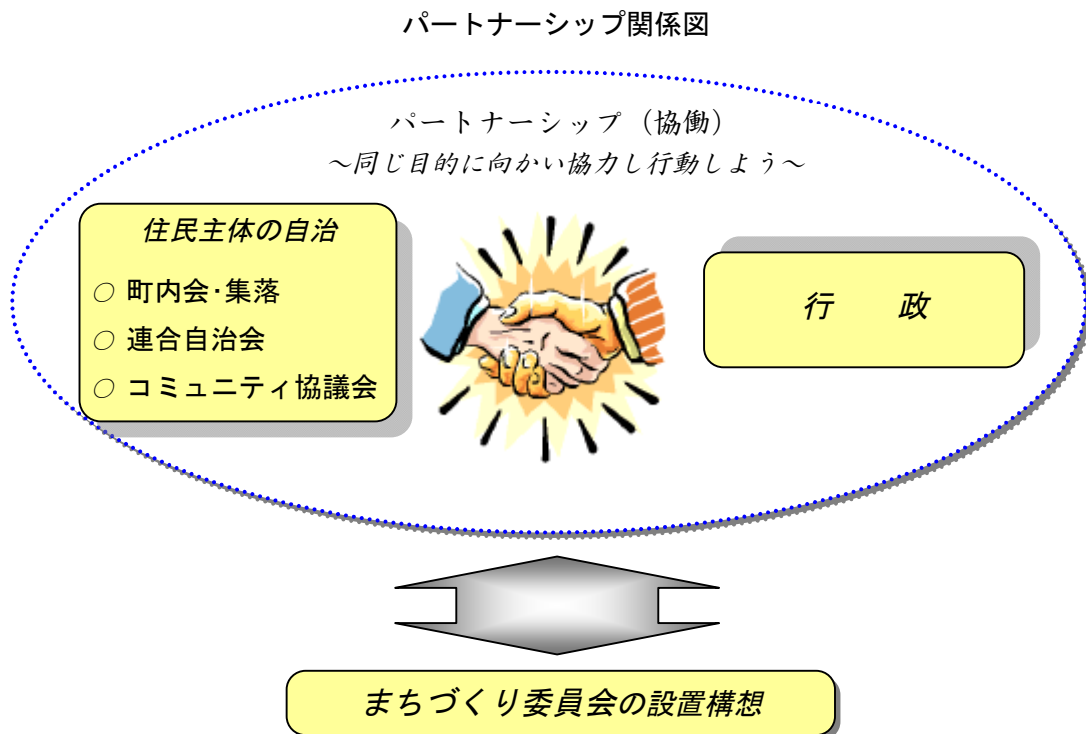 パートナーシップ関係図
パートナーシップ（協働）
～同じ目的に向かい協力し行動しよう～
住民主体の自治
○ 町内会・集落
○ 連合自治会
○ コミュニティ協議会
行　　政
まちづくり委員会の設置構想